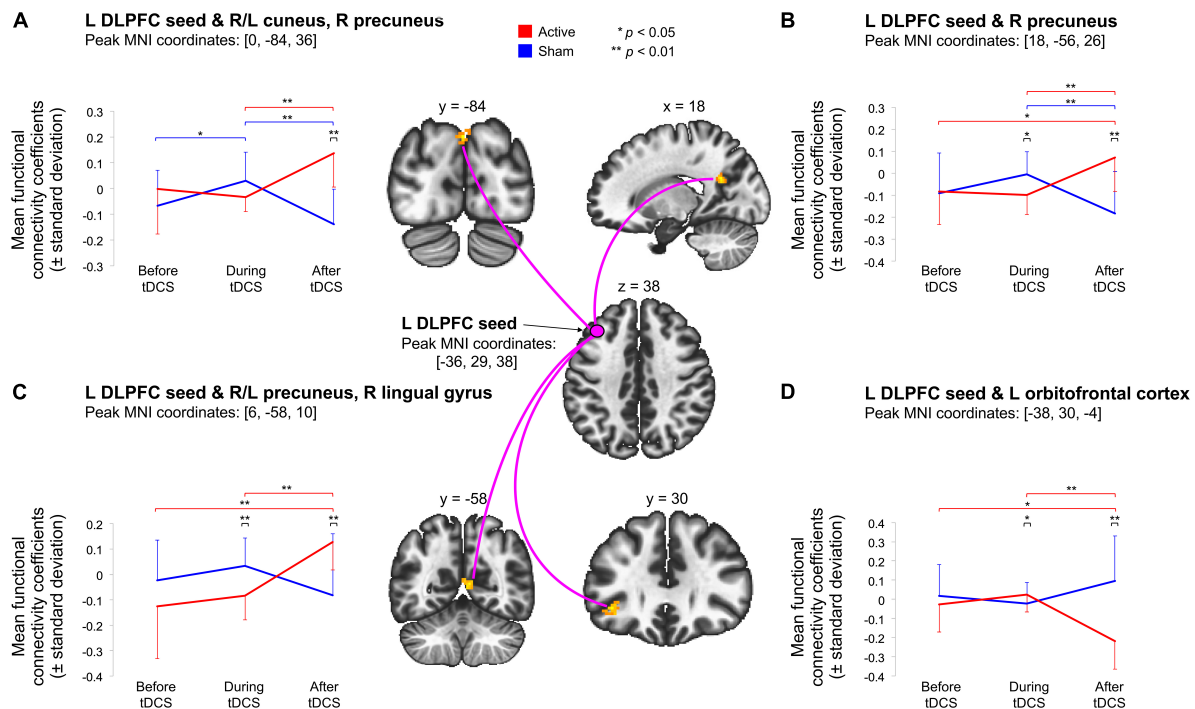 A
L DLPFC seed & R/L cuneus, R precuneus
Peak MNI coordinates: [0, -84, 36]
Active
Sham
* p < 0.05
** p < 0.01
B
L DLPFC seed & R precuneus
Peak MNI coordinates: [18, -56, 26]
Mean functional
connectivity coefficients
(± standard deviation)
0.3
0.2
0.1
0
-0.1
-0.2
-0.3
*
**
**
**
Before
tDCS
During
tDCS
After
tDCS
y = -84
x = 18
Mean functional
connectivity coefficients
(± standard deviation)
0.3
0.2
0.1
0
-0.1
-0.2
-0.3
-0.4
**
**
*
*
**
Before
tDCS
During
tDCS
After
tDCS
z = 38
L DLPFC seed
Peak MNI coordinates:
[-36, 29, 38]
C
L DLPFC seed & R/L precuneus, R lingual gyrus
Peak MNI coordinates: [6, -58, 10]
D
L DLPFC seed & L orbitofrontal cortex
Peak MNI coordinates: [-38, 30, -4]
Mean functional
connectivity coefficients
(± standard deviation)
0.2
0.1
0
-0.1
-0.2
-0.3
-0.4
**
**
**
**
Before
tDCS
During
tDCS
After
tDCS
y = -58
y = 30
Mean functional
connectivity coefficients
(± standard deviation)
0.4
0.3
0.2
0.1
0
-0.1
-0.2
-0.3
-0.4
**
*
*
**
Before
tDCS
During
tDCS
After
tDCS